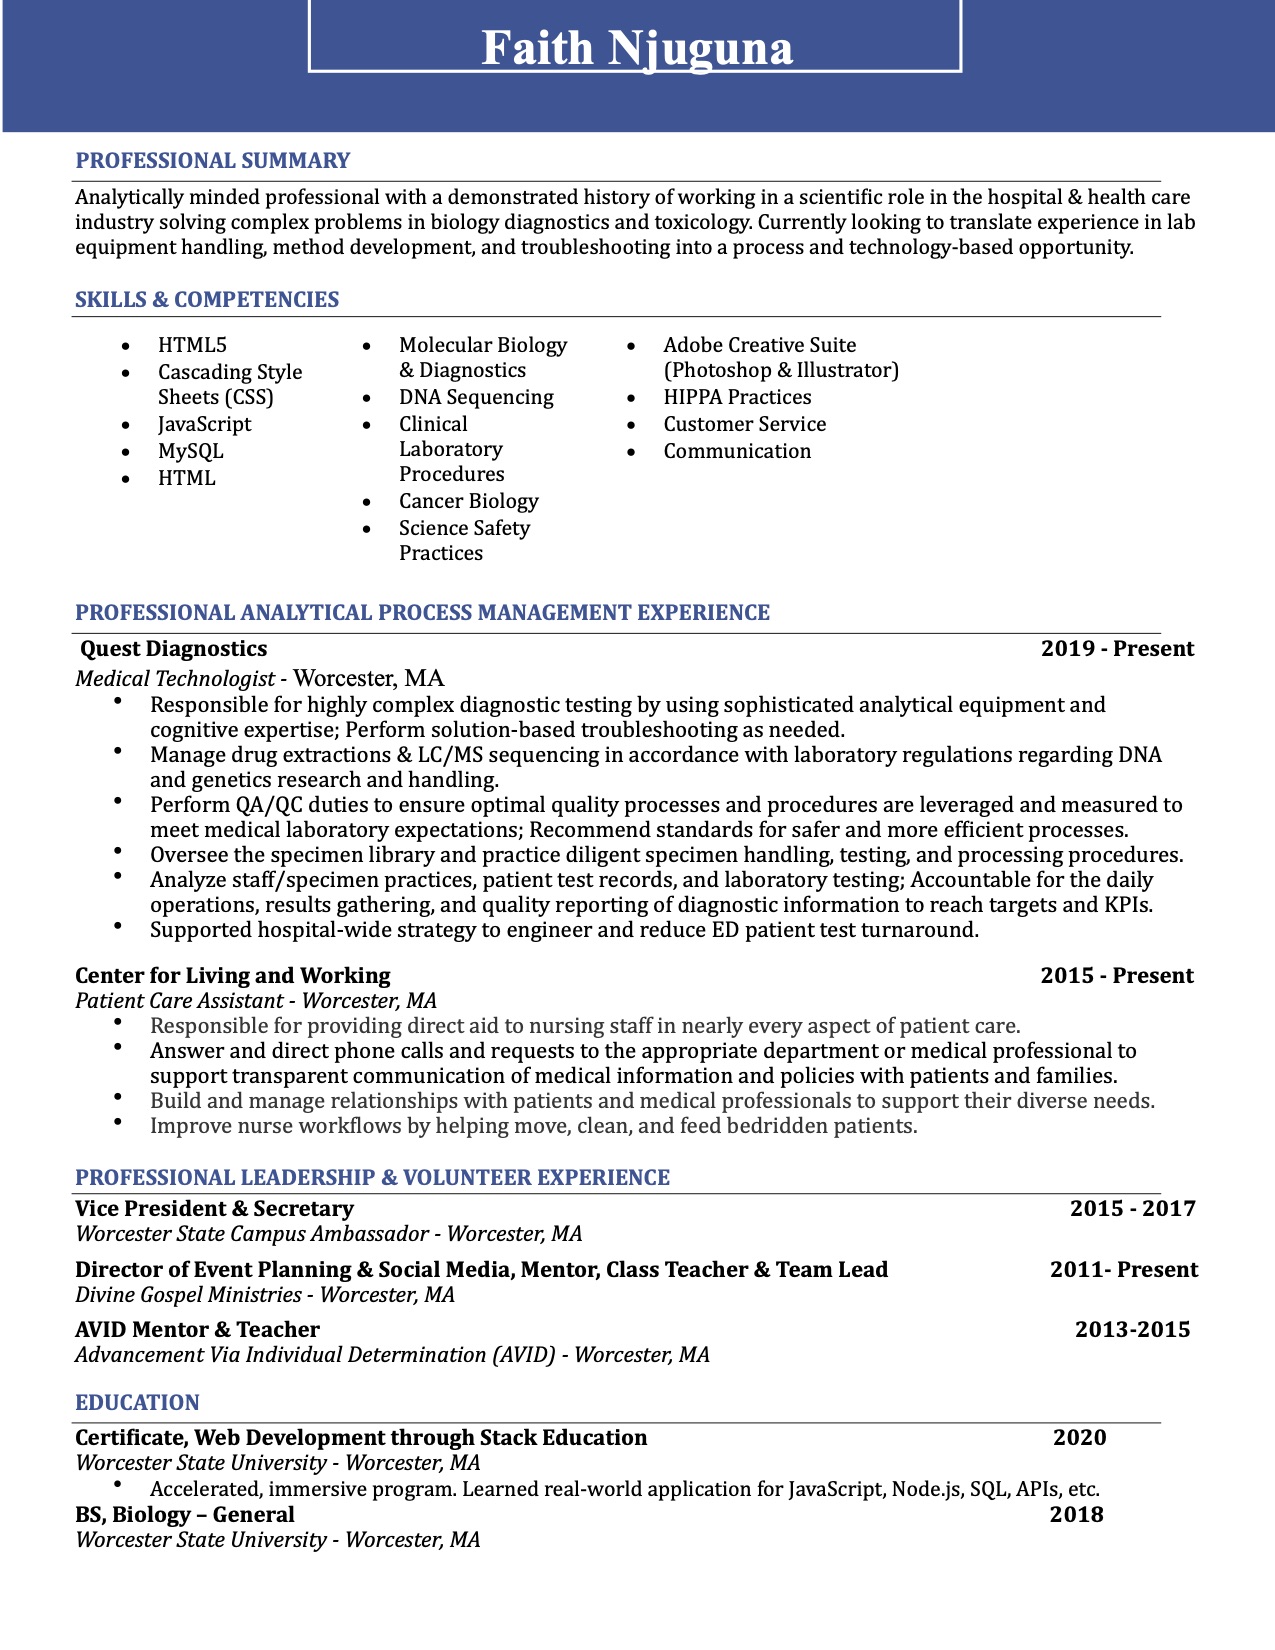 Faith Njuguna
PROFESSIONAL SUMMARY
Analytically minded professional with a demonstrated history of working in a scientific role in the hospital & health care
industry solving complex problems in biology diagnostics and toxicology. Currently looking to translate experience in lab
equipment handling, method development, and troubleshooting into a process and technology-based opportunity.
SKILLS & COMPETENCIES
• HTML5
• Cascading Style
Sheets (CSS)
• JavaScript
• MySQL
• HTML
• Molecular Biology
& Diagnostics
• DNA Sequencing
• Clinical
Laboratory
Procedures
• Cancer Biology
• Science Safety
Practices
• Adobe Creative Suite
(Photoshop & Illustrator)
• HIPPA Practices
• Customer Service
• Communication
PROFESSIONAL ANALYTICAL PROCESS MANAGEMENT EXPERIENCE
Quest Diagnostics 2019 - Present
Medical Technologist - Worcester, MA
• Responsible for highly complex diagnostic testing by using sophisticated analytical equipment and
cognitive expertise; Perform solution-based troubleshooting as needed.
• Manage drug extractions & LC/MS sequencing in accordance with laboratory regulations regarding DNA
and genetics research and handling.
• Perform QA/QC duties to ensure optimal quality processes and procedures are leveraged and measured to
meet medical laboratory expectations; Recommend standards for safer and more efficient processes.
• Oversee the specimen library and practice diligent specimen handling, testing, and processing procedures.
• Analyze staff/specimen practices, patient test records, and laboratory testing; Accountable for the daily
operations, results gathering, and quality reporting of diagnostic information to reach targets and KPIs.
• Supported hospital-wide strategy to engineer and reduce ED patient test turnaround.
Center for Living and Working 2015 - Present
Patient Care Assistant - Worcester, MA
• Responsible for providing direct aid to nursing staff in nearly every aspect of patient care.
• Answer and direct phone calls and requests to the appropriate department or medical professional to
support transparent communication of medical information and policies with patients and families.
• Build and manage relationships with patients and medical professionals to support their diverse needs.
• Improve nurse workflows by helping move, clean, and feed bedridden patients.
PROFESSIONAL LEADERSHIP & VOLUNTEER EXPERIENCE
Vice President & Secretary 2015 - 2017
Worcester State Campus Ambassador - Worcester, MA
Director of Event Planning & Social Media, Mentor, Class Teacher & Team Lead 2011- Present
Divine Gospel Ministries - Worcester, MA
AVID Mentor & Teacher 2013-2015
Advancement Via Individual Determination (AVID) - Worcester, MA
EDUCATION
Certificate, Web Development through Stack Education 2020
Worcester State University - Worcester, MA
• Accelerated, immersive program. Learned real-world application for JavaScript, Node.js, SQL, APIs, etc.
BS, Biology – General 2018
Worcester State University - Worcester, MA